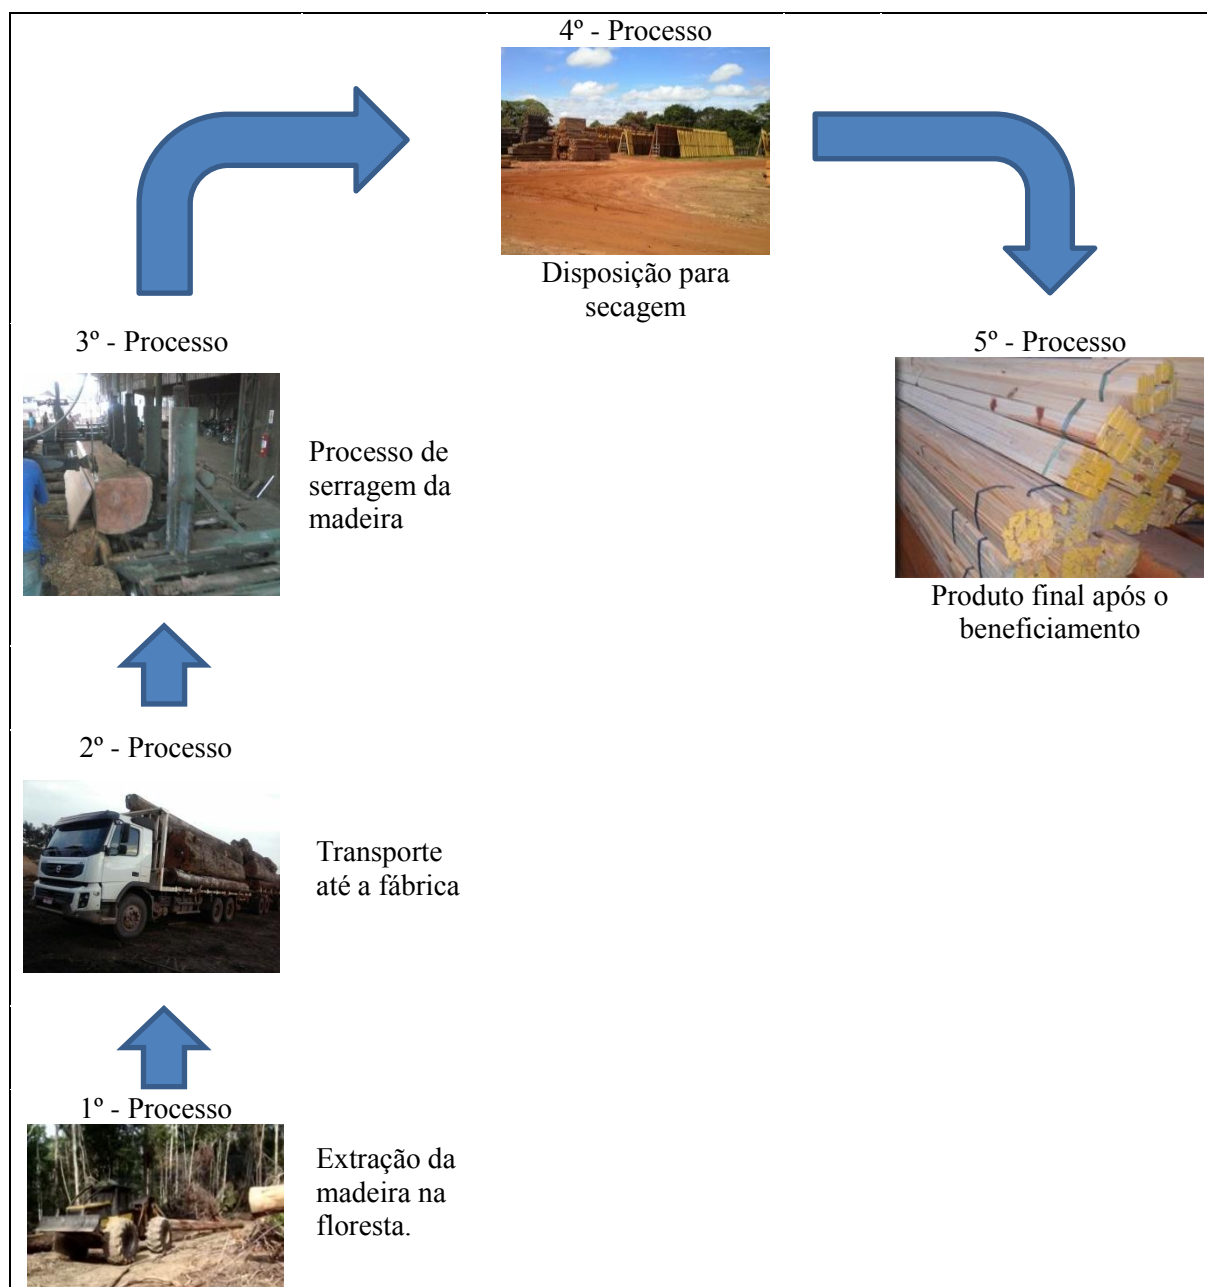 4º - Processo
Disposição para
secagem
3º - Processo
5º - Processo
Processo de
serragem da
madeira
Produto final após o
beneficiamento
2º - Processo
Transporte
até a fábrica
1º - Processo
Extração da
madeira na
floresta.